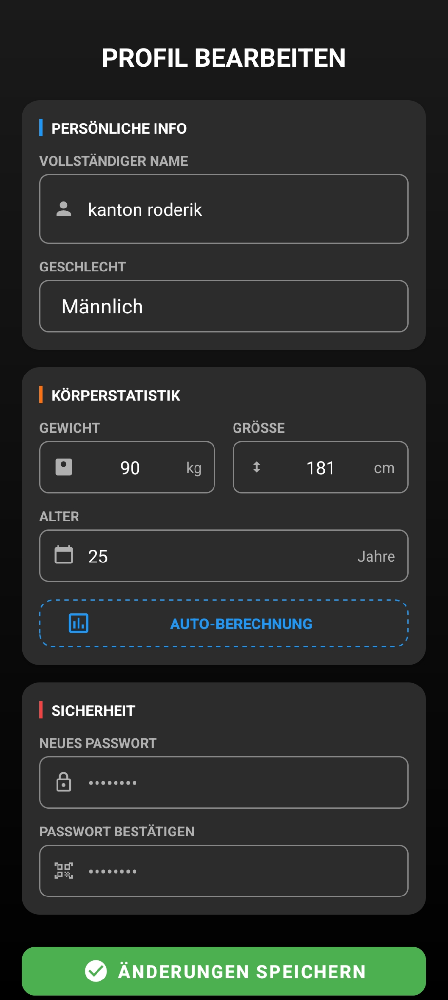 PROFIL BEARBEITEN
PERSÖNLICHE INFO
VOLLSTÄNDIGER NAME
kanton roderik
GESCHLECHT
Männlich
KÖRPERSTATISTIK
GEWICHT
90 kg
GRÖSSE
181 cm
ALTER
25 Jahre
AUTO-BERECHNUNG
SICHERHEIT
NEUES PASSWORT
••••••••
PASSWORT BESTÄTIGEN
••••••••
ÄNDERUNGEN SPEICHERN